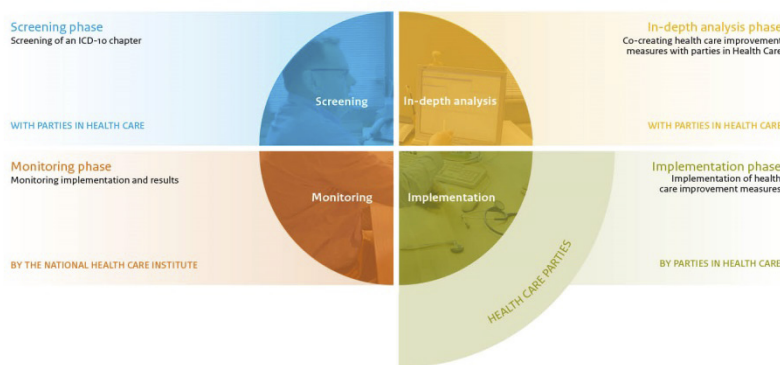 Screening phase
Screening of an ICD-10 chapter
Screening
WITH PARTIES IN HEALTH CARE
In-depth analysis phase
Co-creating health care improvement
measures with parties in Health Care
In-depth analysis
WITH PARTIES IN HEALTH CARE
Monitoring phase
Monitoring implementation and results
Monitoring
BY THE NATIONAL HEALTH CARE INSTITUTE
Implementation phase
Implementation of health
care improvement measures
Implementation
BY PARTIES IN HEALTH CARE
HEALTH CARE PARTIES